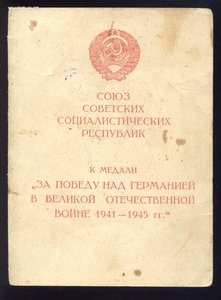 СОЮЗ
СОВЕТСКИХ
СОЦИАЛИСТИЧЕСКИХ
РЕСПУБЛИК
К МЕДАЛИ
„ЗА ПОБЕДУ НАД ГЕРМАНИЕЙ
В ВЕЛИКОЙ ОТЕЧЕСТВЕННОЙ
ВОЙНЕ 1941—1945 гг.“